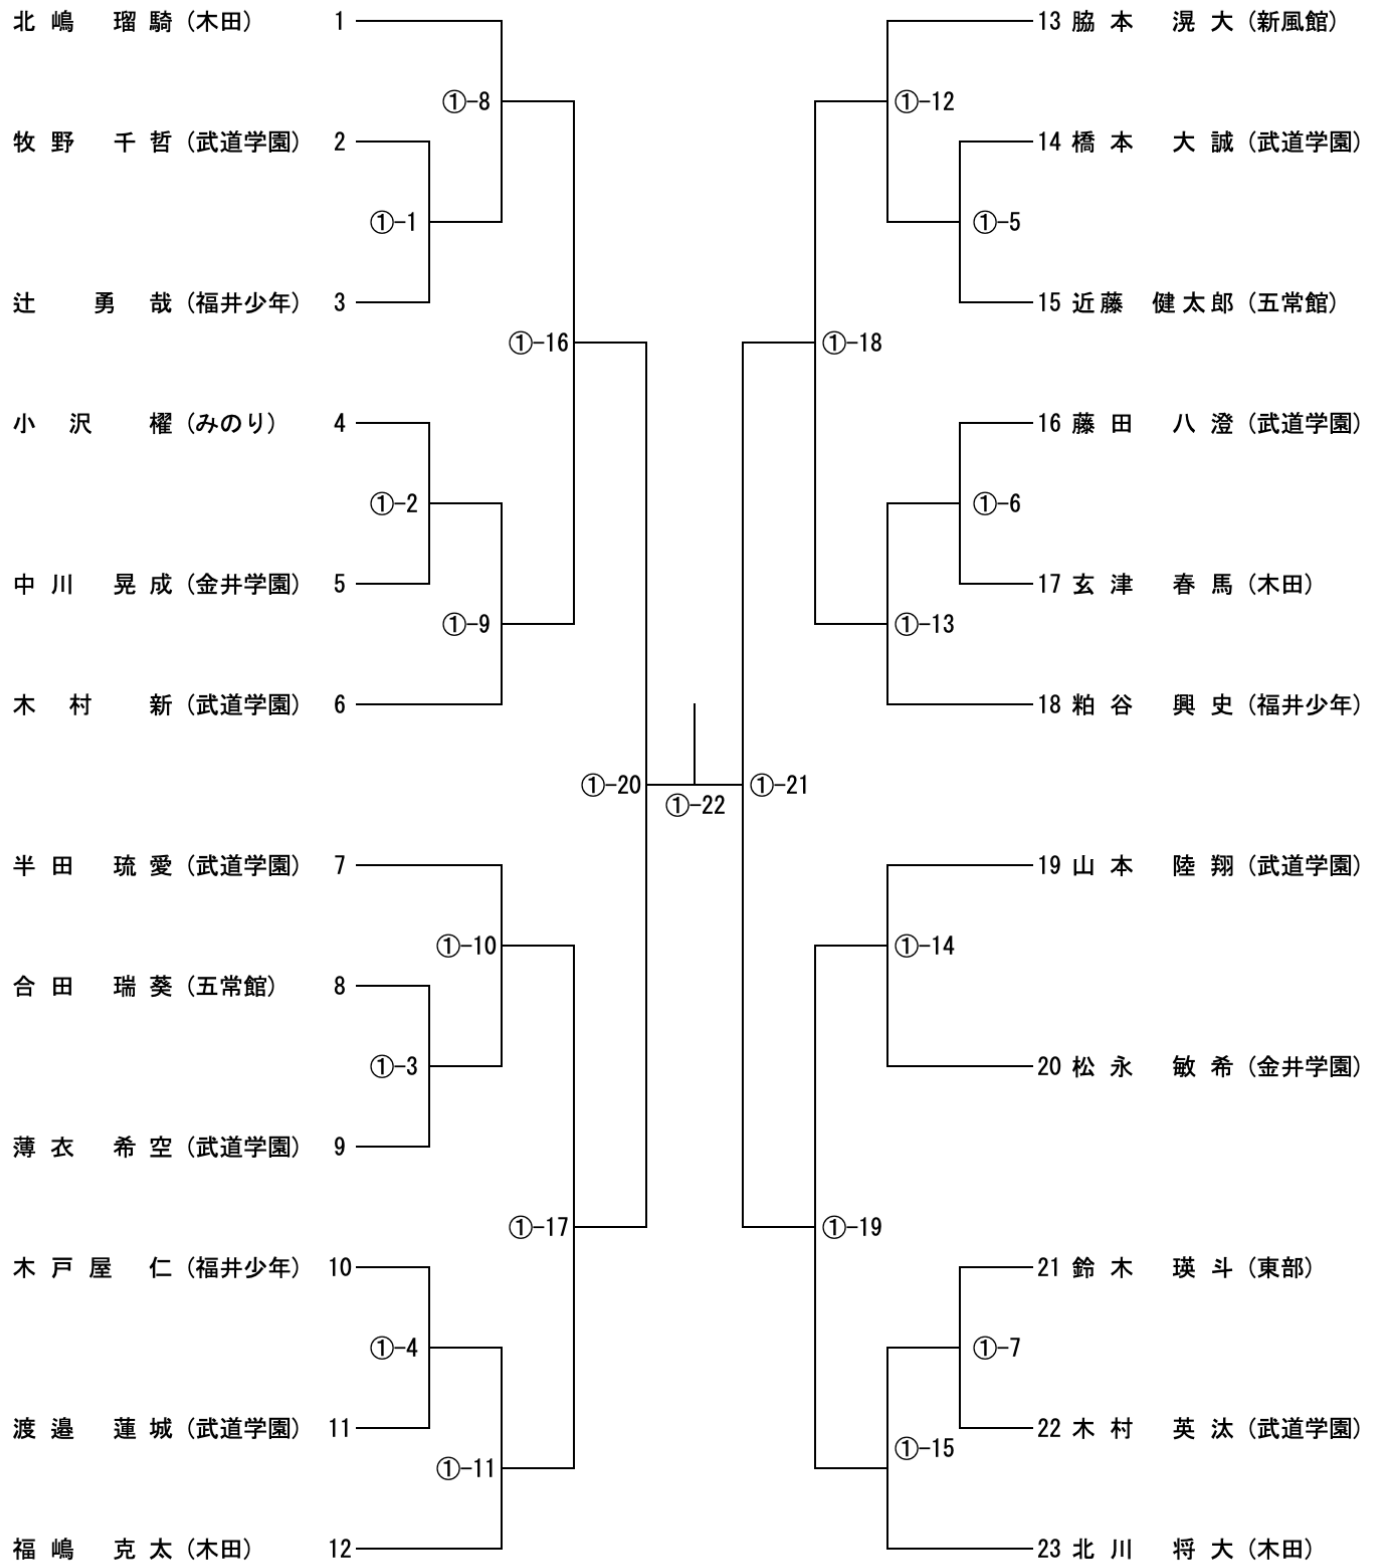 北嶋 瑠騎（木田） 1
①-8
牧野 千哲（武道学園） 2
①-1
辻 勇哉（福井少年） 3
①-16
小沢 櫂（みのり） 4
①-2
中川 晃成（金井学園） 5
①-9
木村 新（武道学園） 6
①-20
半田 琉愛（武道学園） 7
①-10
合田 瑞葵（五常館） 8
①-3
薄衣 希空（武道学園） 9
①-17
木戸屋 仁（福井少年） 10
①-4
渡邉 蓮城（武道学園） 11
①-11
福嶋 克太（木田） 12
①-22
13 脇本 滉大（新風館）
①-12
14 橋本 大誠（武道学園）
①-5
15 近藤 健太郎（五常館）
①-18
16 藤田 八澄（武道学園）
①-6
17 玄津 春馬（木田）
①-13
18 粕谷 興史（福井少年）
①-21
19 山本 陸翔（武道学園）
①-14
20 松永 敏希（金井学園）
①-19
21 鈴木 瑛斗（東部）
①-7
22 木村 英汰（武道学園）
①-15
23 北川 将大（木田）